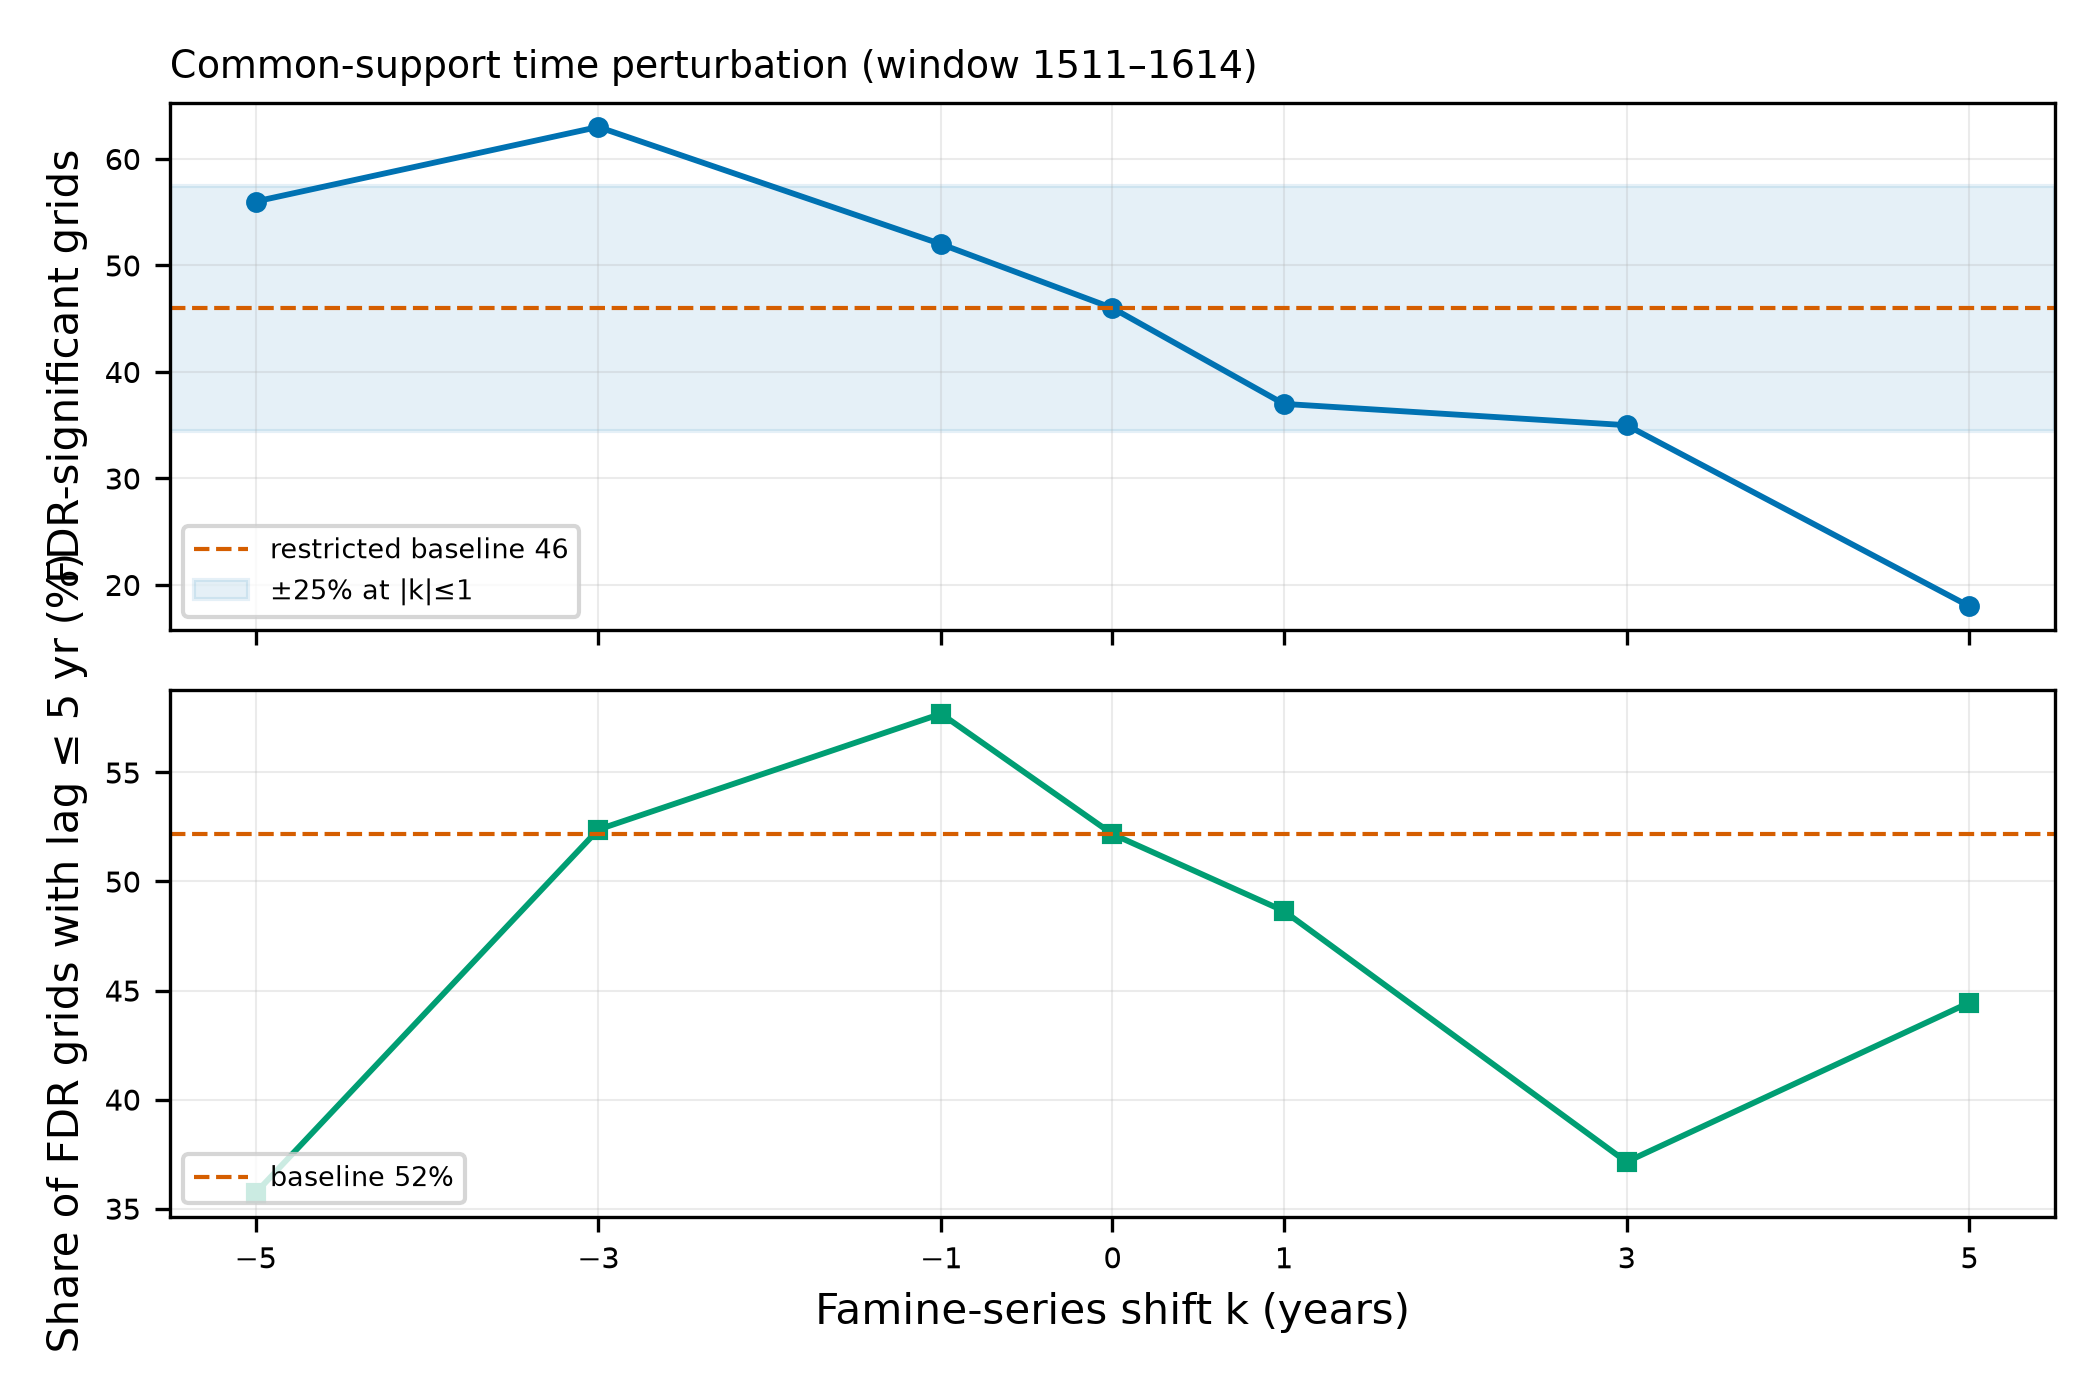 Common-support time perturbation (window 1511–1614)
FDR-significant grids
60
50
40
30
20
restricted baseline 46
±25% at |k|≤1
Share of FDR grids with lag ≤ 5 yr (%)
55
50
45
40
35
baseline 52%
−5
−3
−1
0
1
3
5
Famine-series shift k (years)